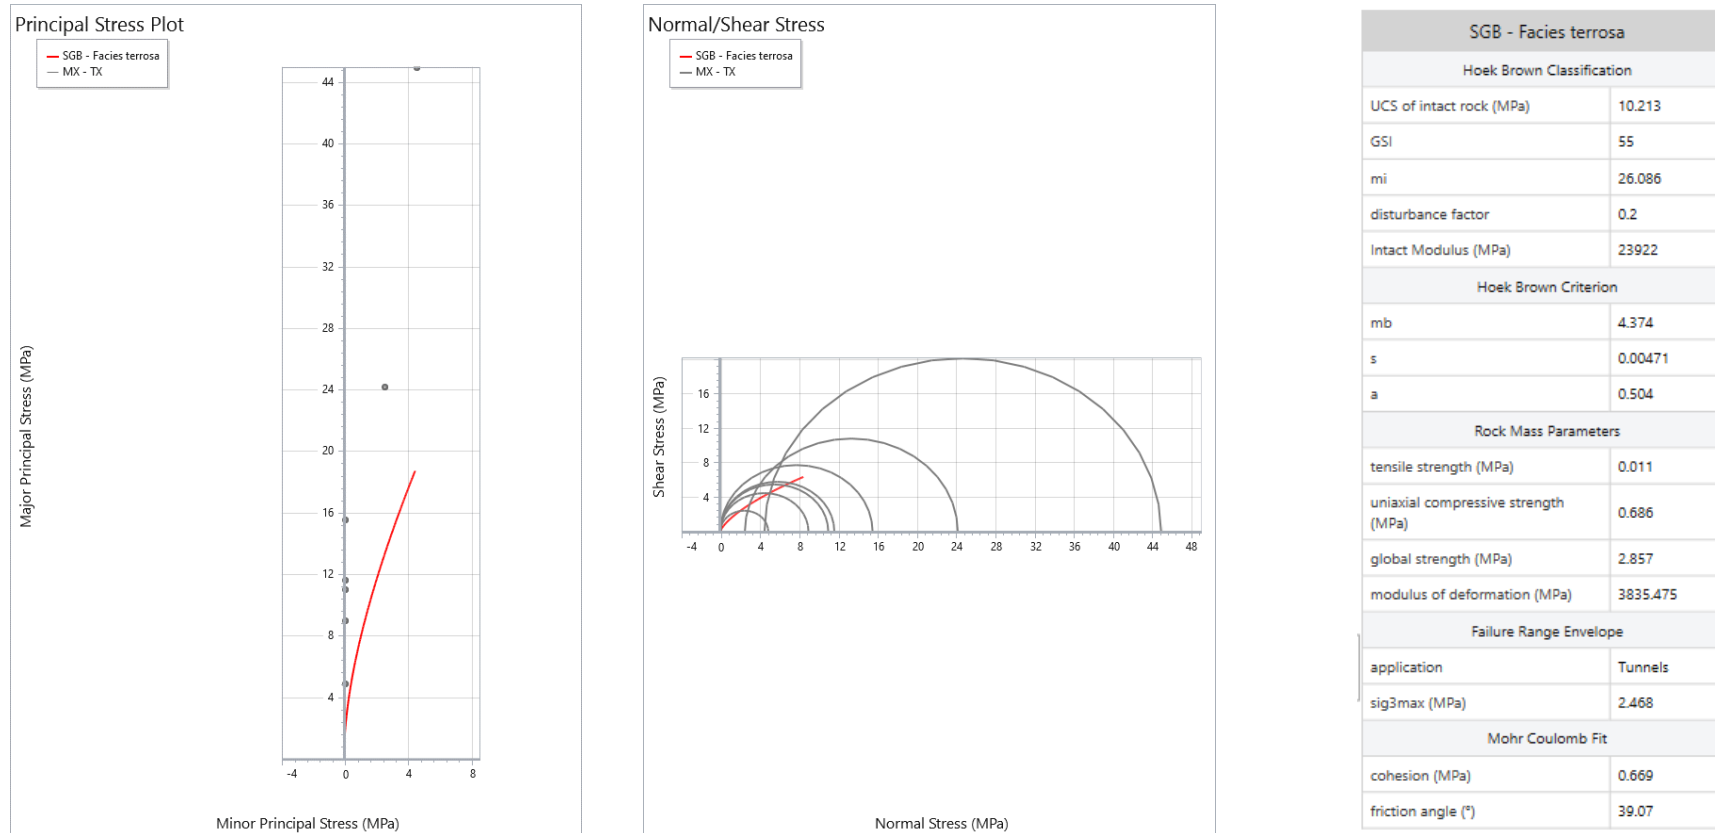 Principal Stress Plot
SGB - Facies terrosa
MX - TX
44
40
36
32
28
24
20
16
12
8
4
-4 0 4 8
Major Principal Stress (MPa)
Minor Principal Stress (MPa)
Normal/Shear Stress
SGB - Facies terrosa
MX - TX
16
12
8
4
-4 0 4 8 12 16 20 24 28 32 36 40 44 48
Shear Stress (MPa)
Normal Stress (MPa)
SGB - Facies terrosa
Hoek Brown Classification
UCS of intact rock (MPa) 10.213
GSI 55
mi 26.086
disturbance factor 0.2
Intact Modulus (MPa) 23922
Hoek Brown Criterion
mb 4.374
s 0.00471
a 0.504
Rock Mass Parameters
tensile strength (MPa) 0.011
uniaxial compressive strength
(MPa) 0.686
global strength (MPa) 2.857
modulus of deformation (MPa) 3835.475
Failure Range Envelope
application Tunnels
sig3max (MPa) 2.468
Mohr Coulomb Fit
cohesion (MPa) 0.669
friction angle (°) 39.07